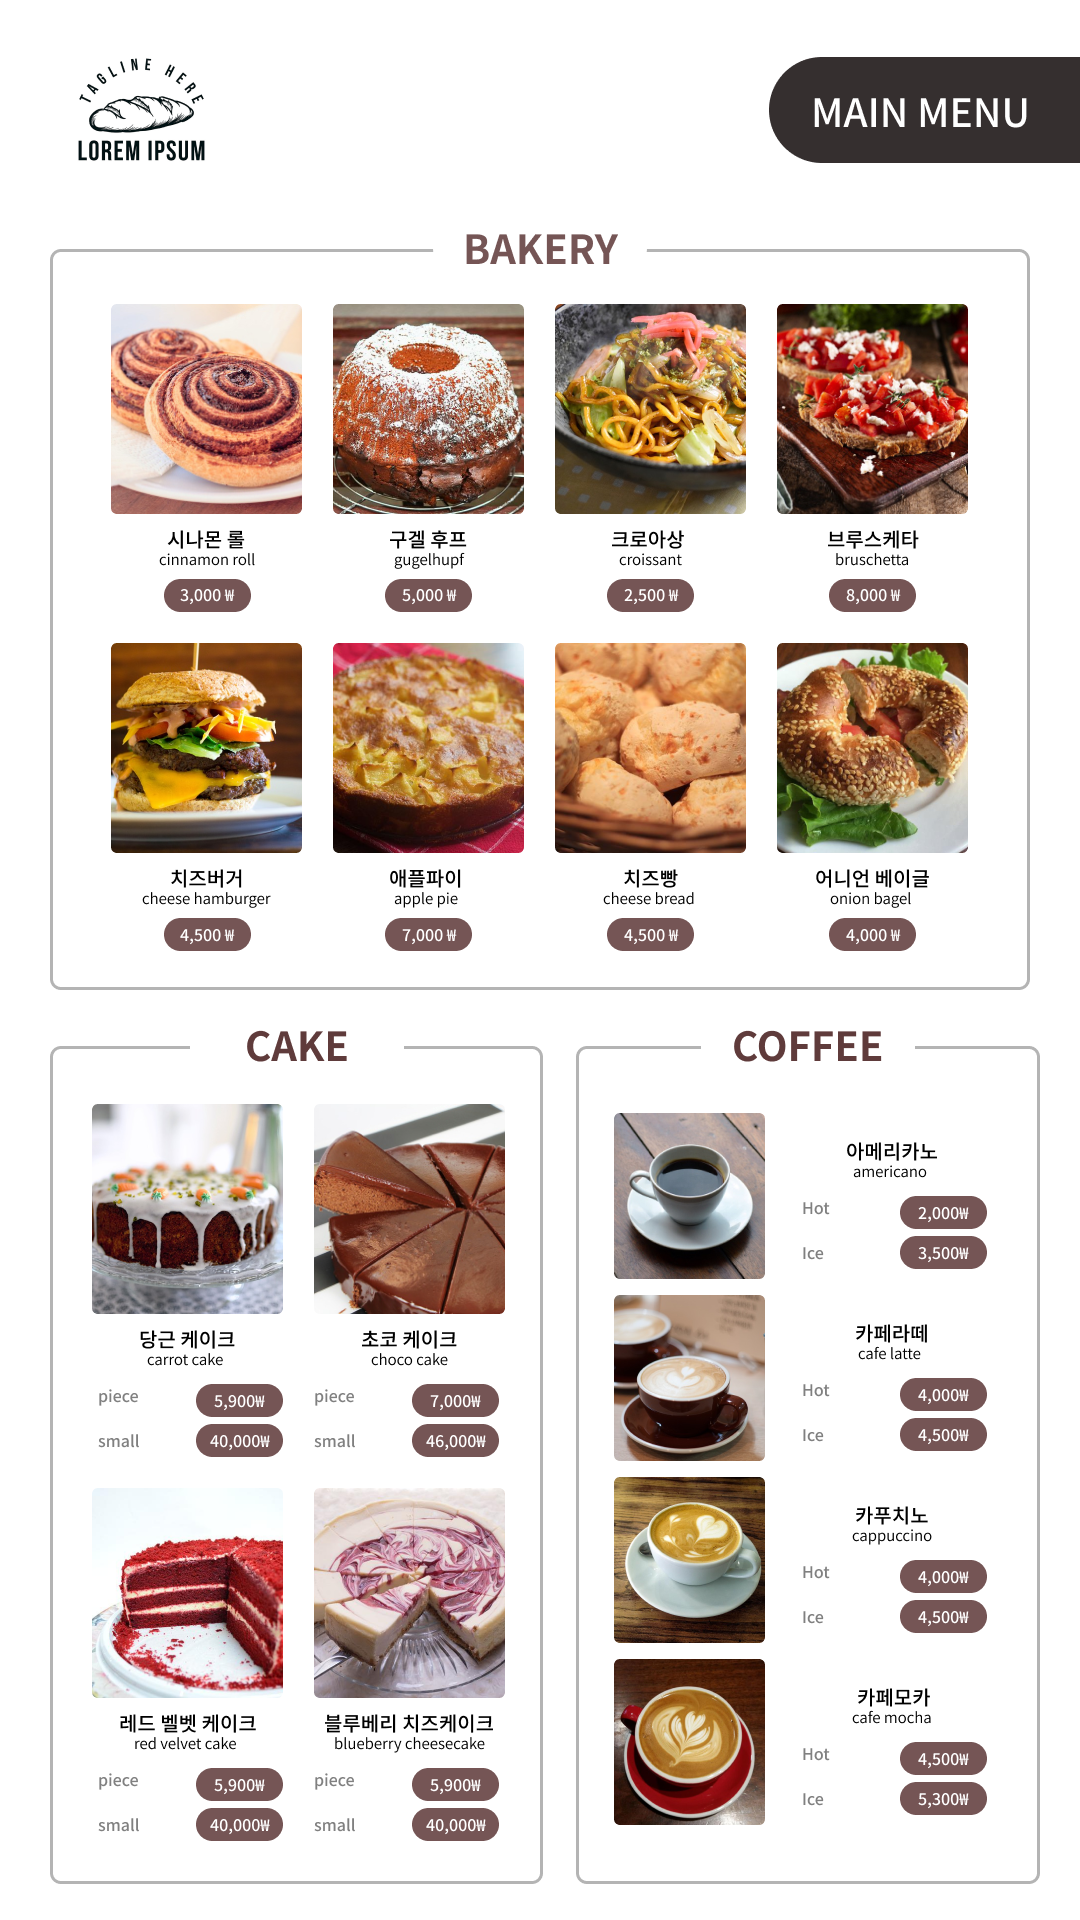 TAGLINE HERE
LOREM IPSUM
MAIN MENU
BAKERY
시나몬 롤
cinnamon roll
3,000 ₩
구겔 후프
gugelhupf
5,000 ₩
크로아상
croissant
2,500 ₩
브루스케타
bruschetta
8,000 ₩
치즈버거
cheese hamburger
4,500 ₩
애플파이
apple pie
7,000 ₩
치즈빵
cheese bread
4,500 ₩
어니언 베이글
onion bagel
4,000 ₩
CAKE
당근 케이크
carrot cake
piece 5,900₩
small 40,000₩
초코 케이크
choco cake
piece 7,000₩
small 46,000₩
레드 벨벳 케이크
red velvet cake
piece 5,900₩
small 40,000₩
블루베리 치즈케이크
blueberry cheesecake
piece 5,900₩
small 40,000₩
COFFEE
아메리카노
americano
Hot 2,000₩
Ice 3,500₩
카페라떼
cafe latte
Hot 4,000₩
Ice 4,500₩
카푸치노
cappuccino
Hot 4,000₩
Ice 4,500₩
카페모카
cafe mocha
Hot 4,500₩
Ice 5,300₩